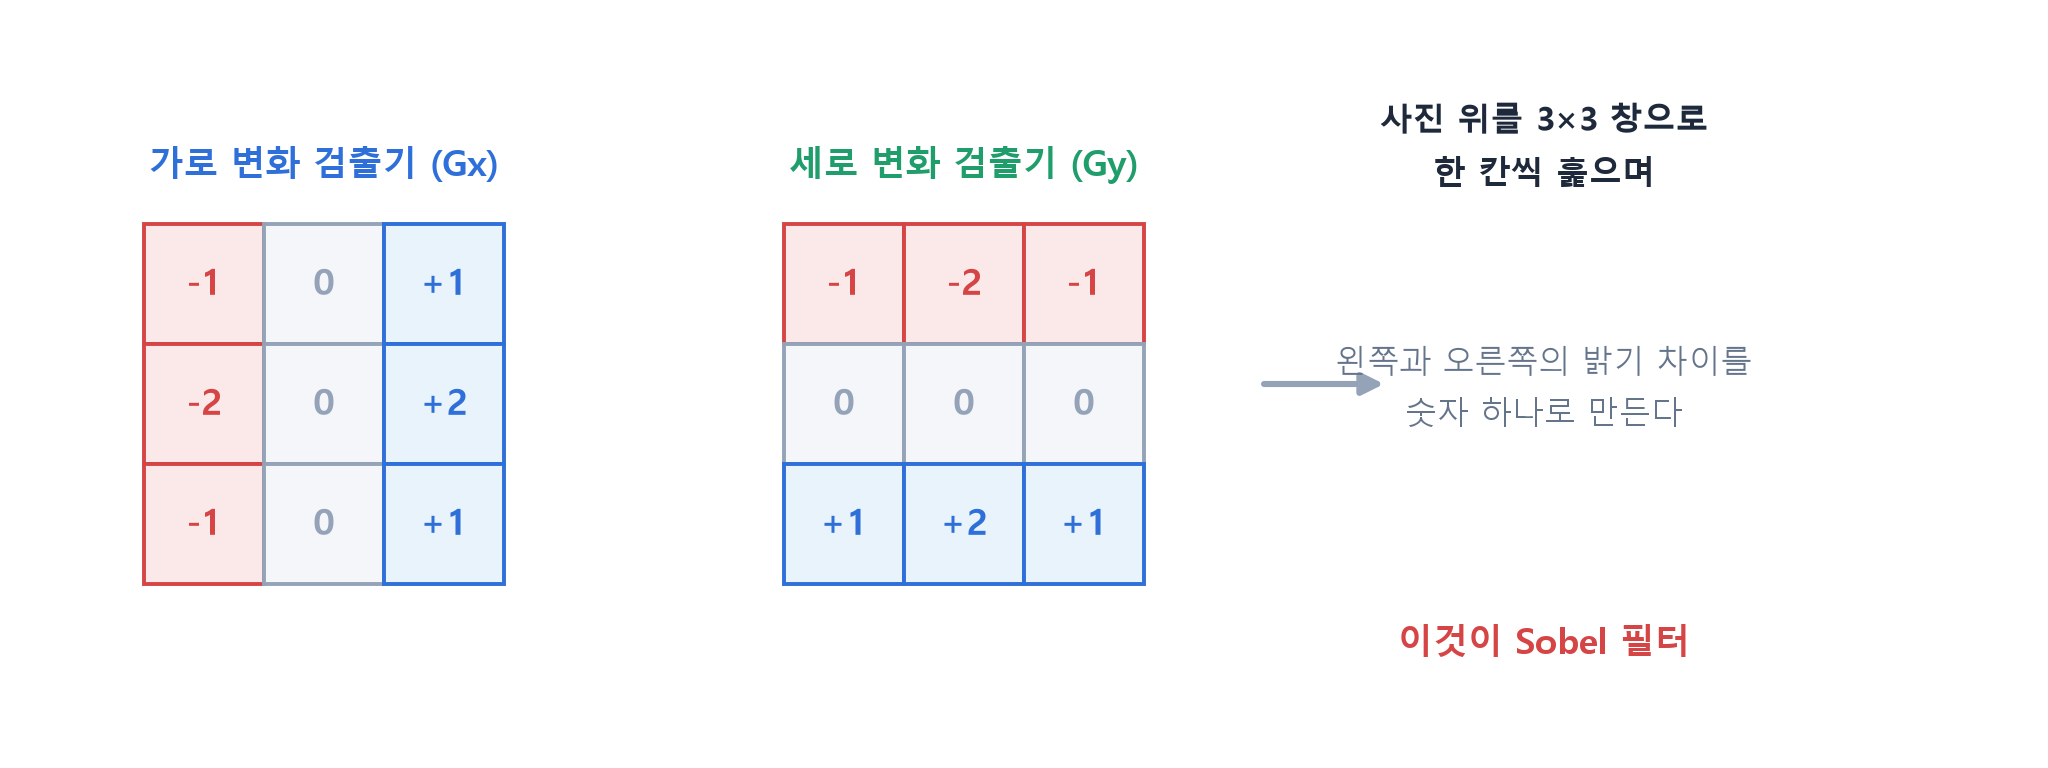 가로 변화 검출기 (Gx)
-1 0 +1
-2 0 +2
-1 0 +1
세로 변화 검출기 (Gy)
-1 -2 -1
0 0 0
+1 +2 +1
사진 위를 3×3 창으로
한 칸씩 훑으며
왼쪽과 오른쪽의 밝기 차이를
숫자 하나로 만든다
이것이 Sobel 필터